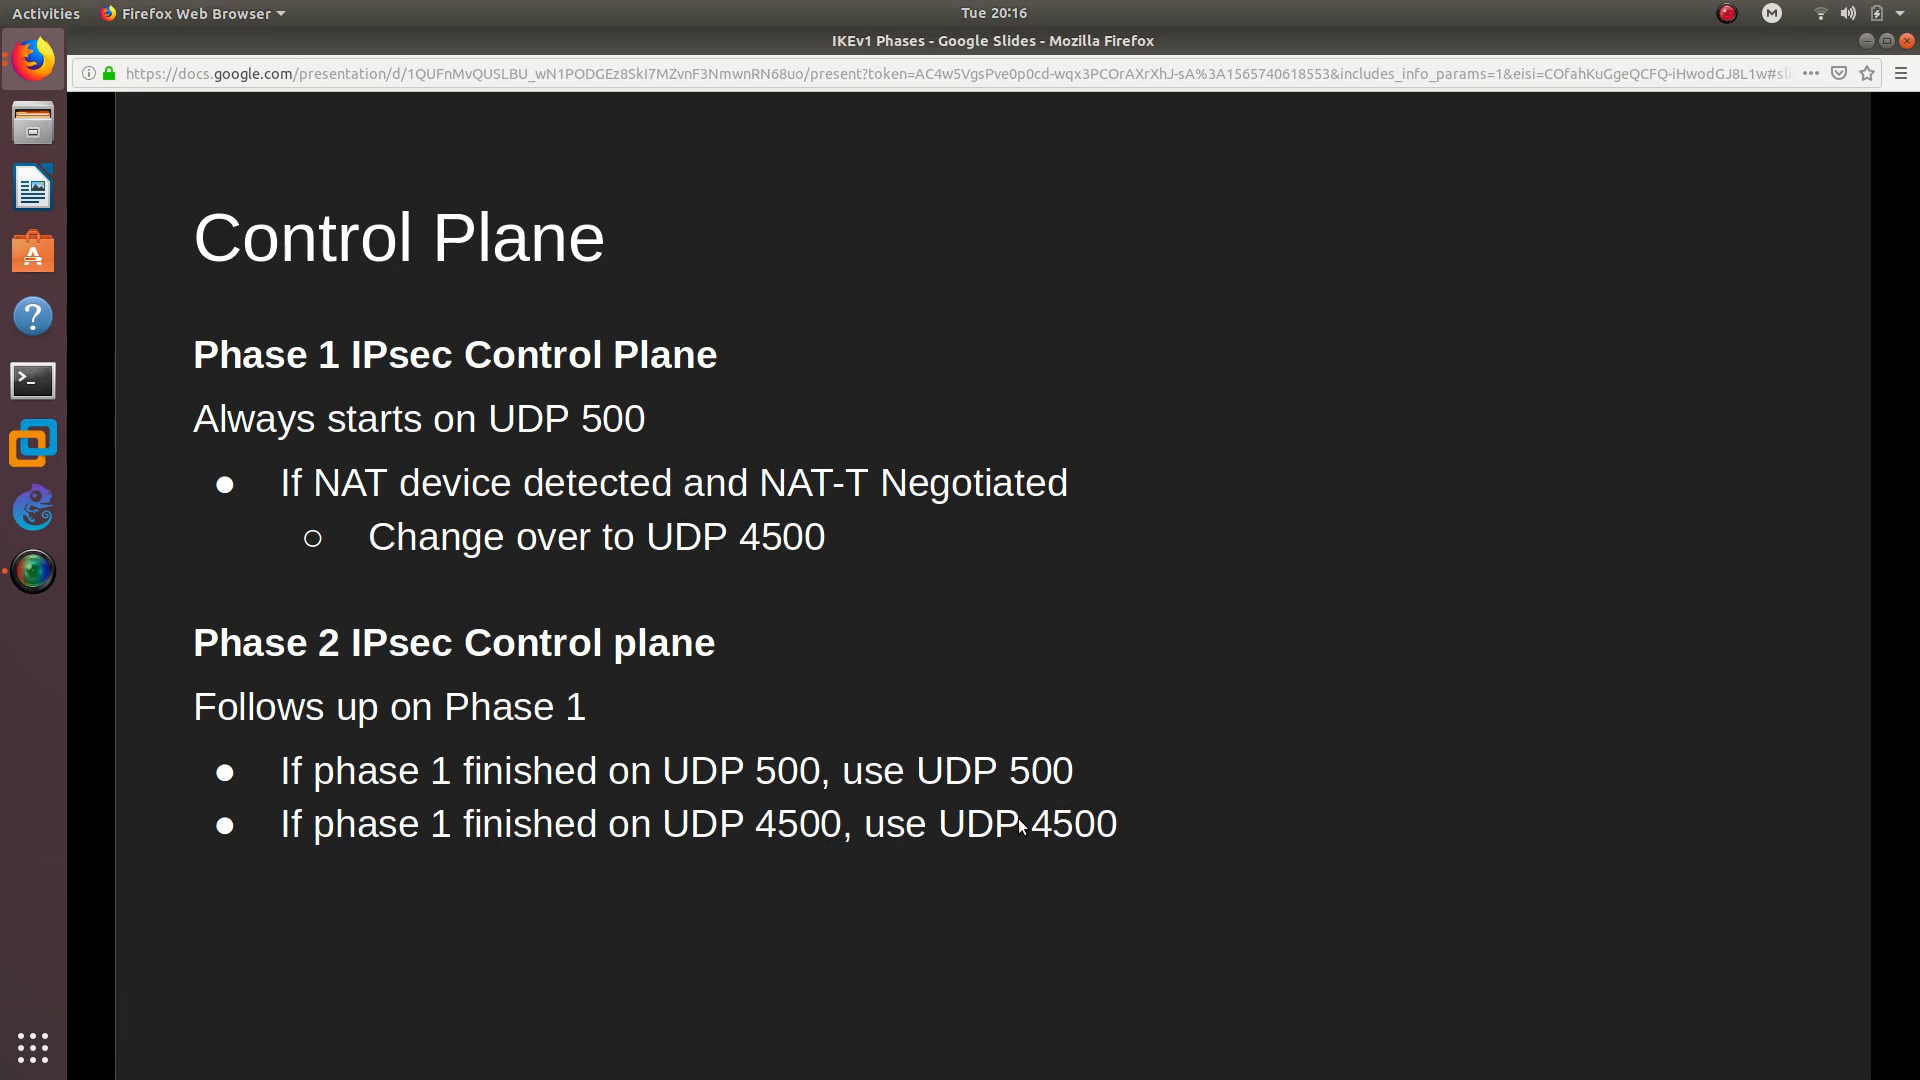 Activities Firefox Web Browser Tue 20:16 M
IKEv1 Phases - Google Slides - Mozilla Firefox
https://docs.google.com/presentation/d/1QUFnMvQUSLBU_wN1PODGEz8SkI7MZvnF3NmwnRN68uo/present?token=AC4w5VgsPve0p0cd-wqx3PCOrAXrXhJ-sA%3A1565740618553&includes_info_params=1&eisi=COfahKuGgeQCFQ-iHwodGJ8L1w#sli
Control Plane
Phase 1 IPsec Control Plane
Always starts on UDP 500
● If NAT device detected and NAT-T Negotiated
○ Change over to UDP 4500
Phase 2 IPsec Control plane
Follows up on Phase 1
● If phase 1 finished on UDP 500, use UDP 500
● If phase 1 finished on UDP 4500, use UDP 4500